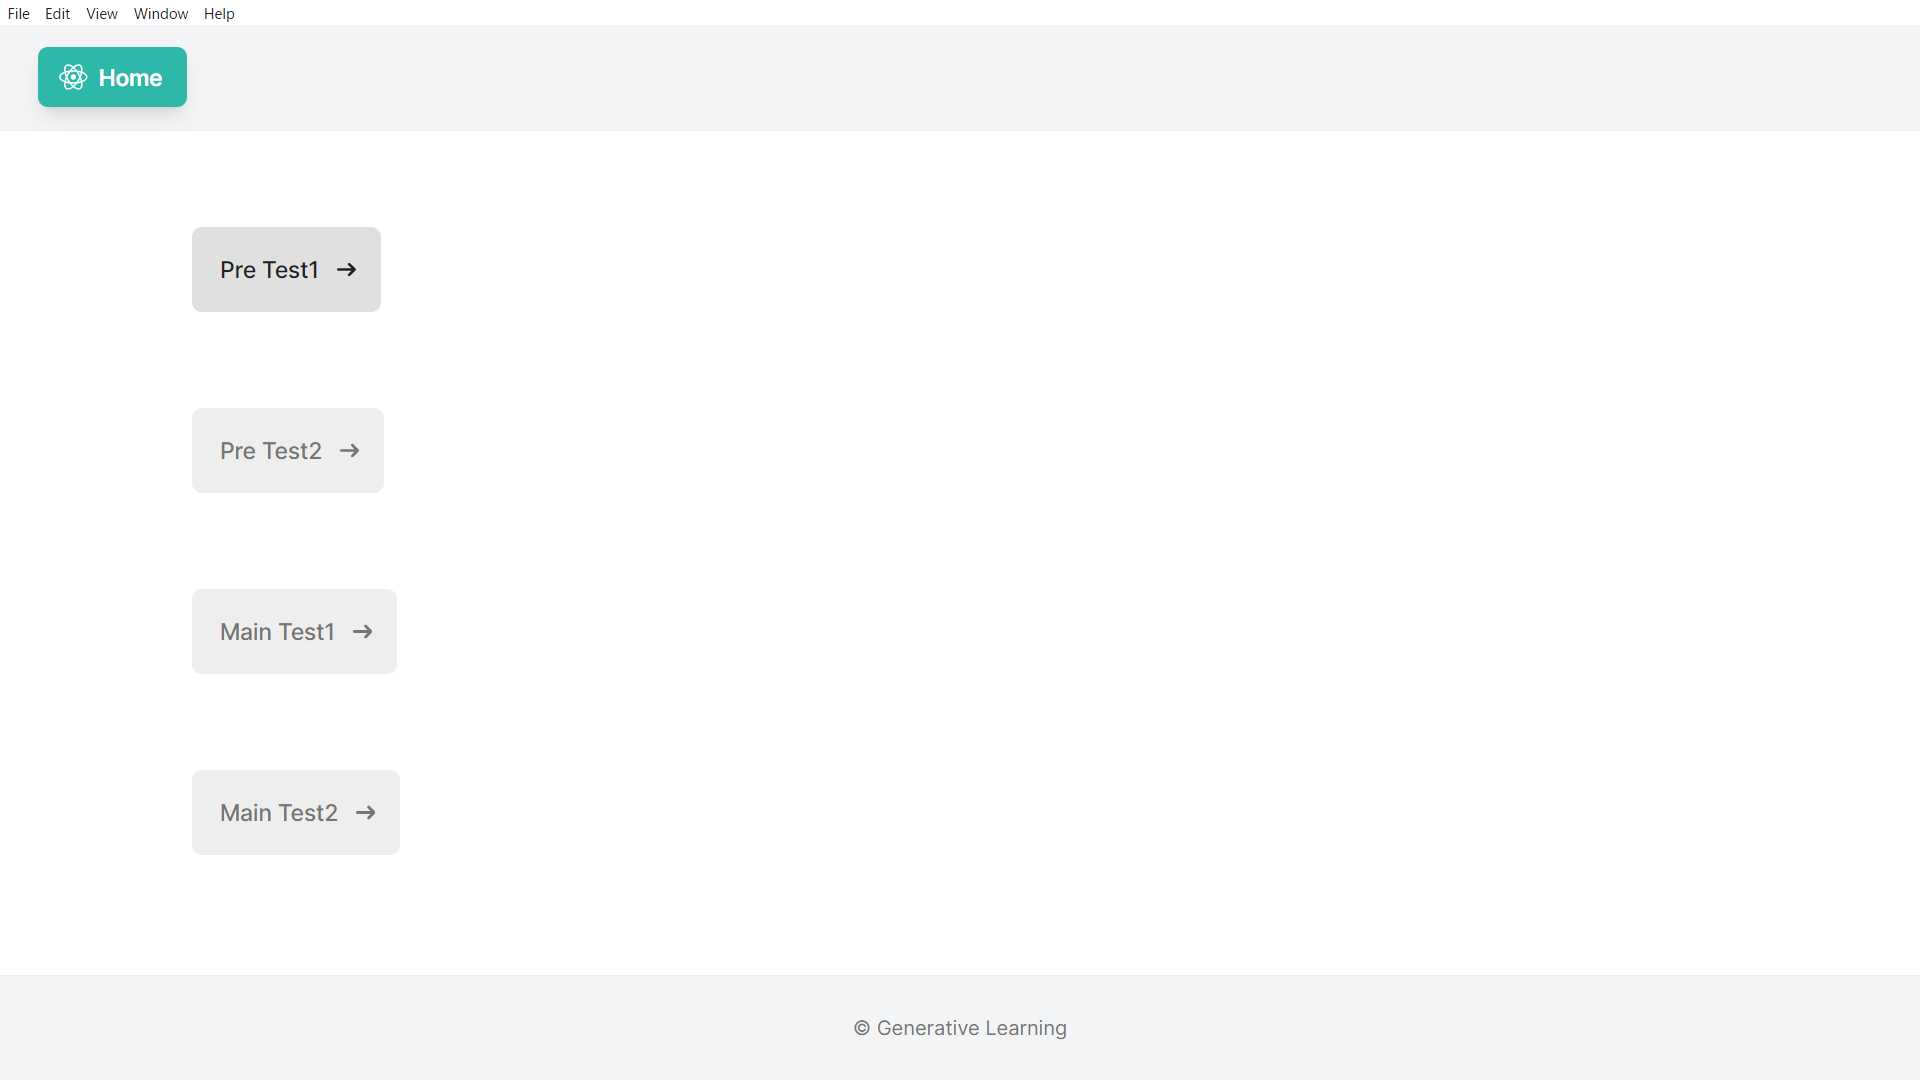 File Edit View Window Help
Home
Pre Test1
Pre Test2
Main Test1
Main Test2
© Generative Learning